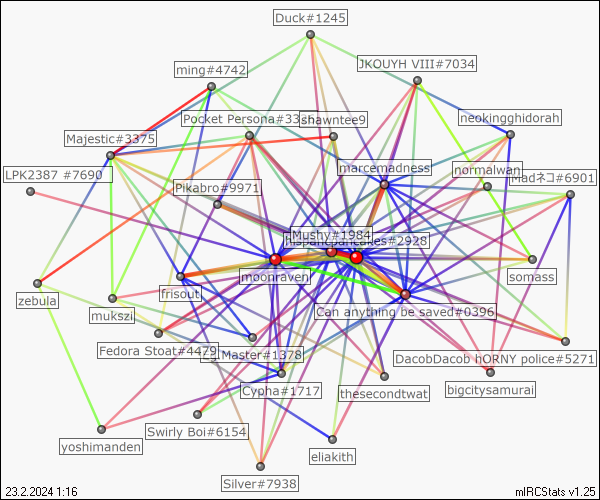 Duck#1245
JKOUYH VIII#7034
ming#4742
Pocket Persona#33
shawntee9
neokingghidorah
Majestic#3375
marcemadness
normalwan
LPK2387 #7690
Madネコ#6901
Pikabro#9971
Mushy#1984
hispanicpancakes#2928
moonraven
somass
frisout
zebula
mukszi
Can anything be saved#0396
Fedora Stoat#4479
Master#1378
DacobDacob hORNY police#5271
Cypha#1717
thesecondtwat
bigcitysamurai
Swirly Boi#6154
yoshimanden
eliakith
Silver#7938
23.2.2024 1:16
mIRCStats v1.25